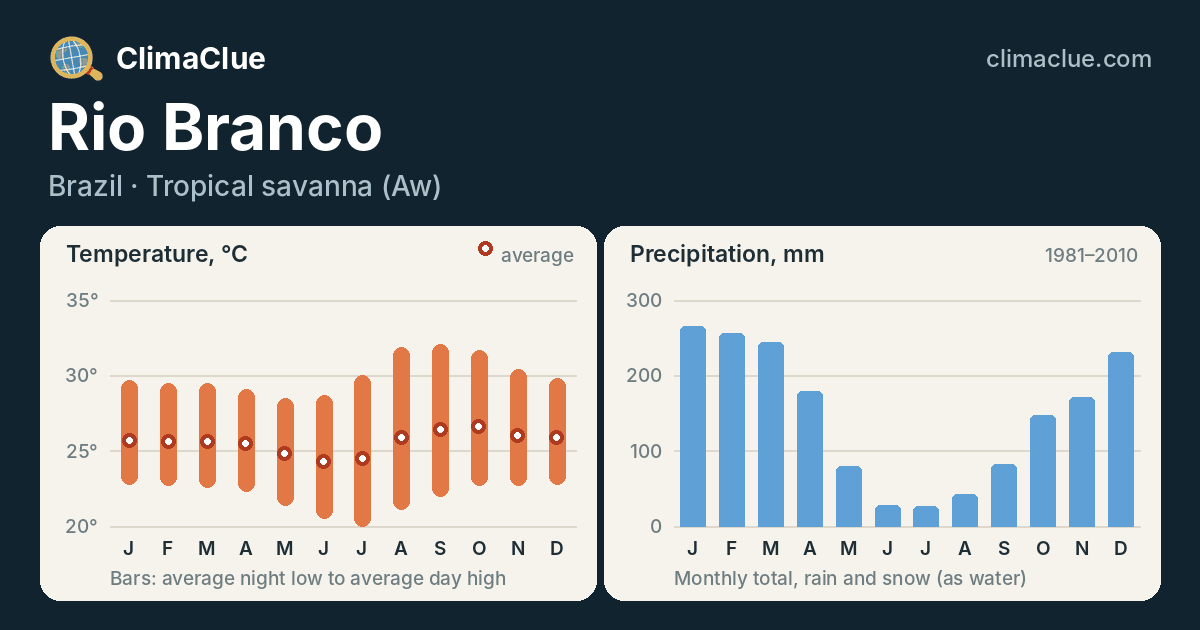 ClimaClue
climaclue.com
Rio Branco
Brazil · Tropical savanna (Aw)
Temperature, °C
average
35°
30°
25°
20°
J F M A M J J A S O N D
Bars: average night low to average day high
Precipitation, mm
1981–2010
300
200
100
0
J F M A M J J A S O N D
Monthly total, rain and snow (as water)